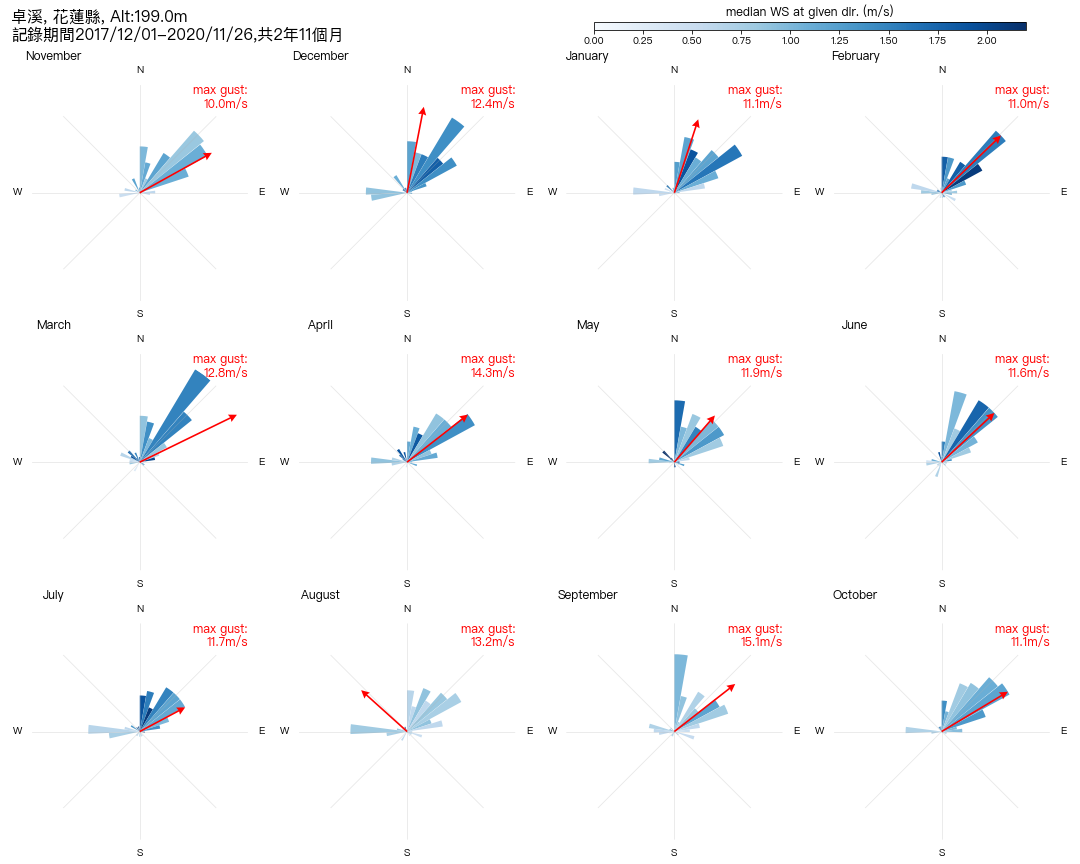 卓溪, 花蓮縣, Alt:199.0m
記錄期間2017/12/01–2020/11/26,共2年11個月
median WS at given dir. (m/s)
0.00 0.25 0.50 0.75 1.00 1.25 1.50 1.75 2.00
November
N
max gust:
10.0m/s
W
E
S
December
N
max gust:
12.4m/s
W
E
January
N
max gust:
11.1m/s
W
E
S
February
N
max gust:
11.0m/s
W
E
S
March
N
max gust:
12.8m/s
W
E
S
April
N
max gust:
14.3m/s
W
E
S
May
N
max gust:
11.9m/s
W
E
S
June
N
max gust:
11.6m/s
W
E
S
July
N
max gust:
11.7m/s
W
E
S
August
N
max gust:
13.2m/s
W
E
S
September
N
max gust:
15.1m/s
W
E
S
October
N
max gust:
11.1m/s
W
E
S